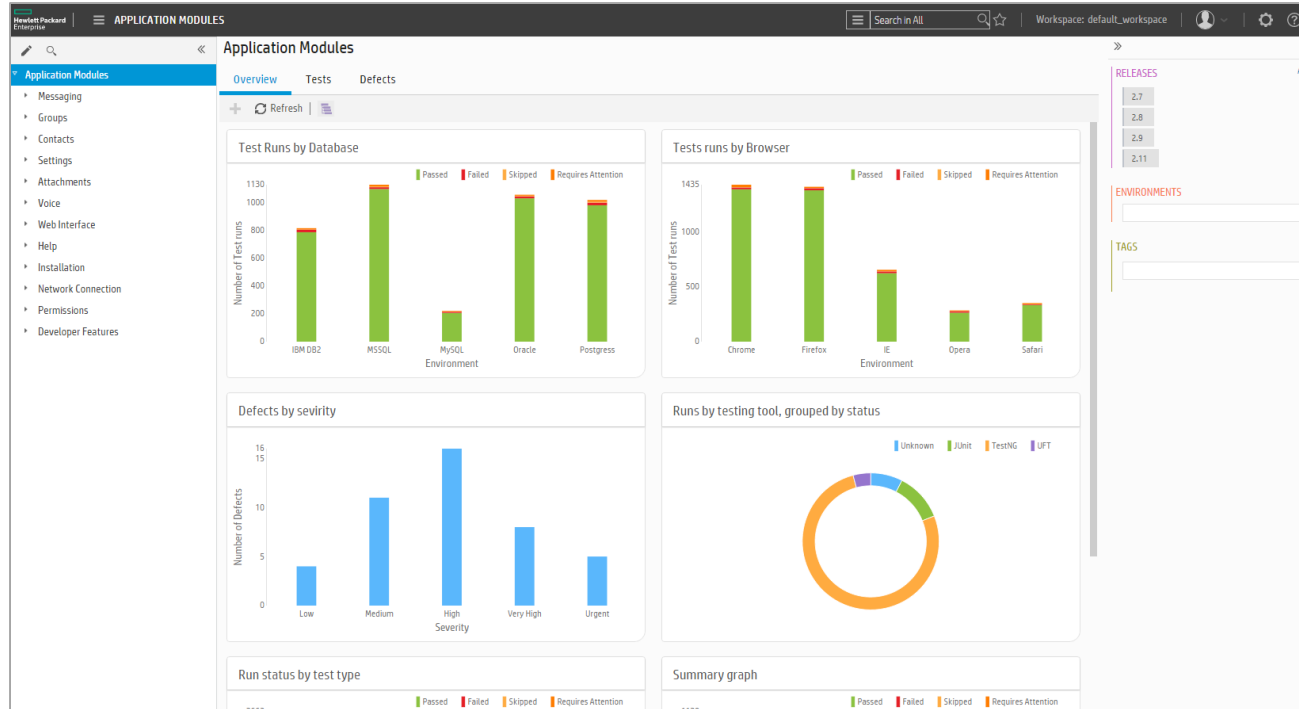 Hewlett Packard
Enterprise
APPLICATION MODULES
Search in All
Workspace: default_workspace
Application Modules
Messaging
Groups
Contacts
Settings
Attachments
Voice
Web Interface
Help
Installation
Network Connection
Permissions
Developer Features
Application Modules
Overview Tests Defects
Refresh
Test Runs by Database
Passed Failed Skipped Requires Attention
Number of Test runs
1130
1000
800
600
400
200
0
IBM DB2 MSSQL MySQL Oracle Postgress
Environment
Tests runs by Browser
Passed Failed Skipped Requires Attention
Number of Test runs
1435
1000
500
0
Chrome Firefox IE Opera Safari
Environment
Defects by sevirity
Number of Defects
16
15
10
5
0
Low Medium High Very High Urgent
Severity
Runs by testing tool, grouped by status
Unknown JUnit TestNG UFT
Run status by test type
Passed Failed Skipped Requires Attention
Summary graph
Passed Failed Skipped Requires Attention
RELEASES
2.7
2.8
2.9
2.11
ENVIRONMENTS
TAGS